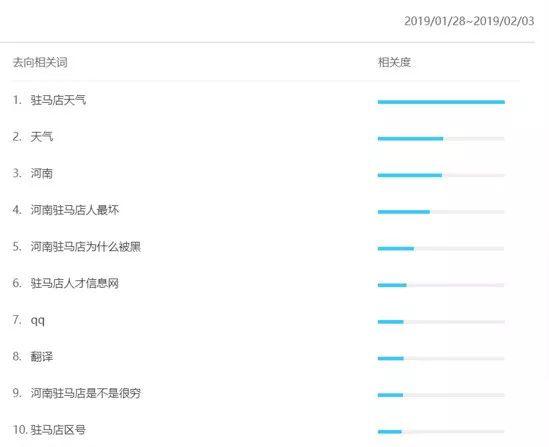 2019/01/28~2019/02/03
去向相关词 相关度
1. 驻马店天气
2. 天气
3. 河南
4. 河南驻马店人最坏
5. 河南驻马店为什么被黑
6. 驻马店人才信息网
7. qq
8. 翻译
9. 河南驻马店是不是很穷
10. 驻马店区号